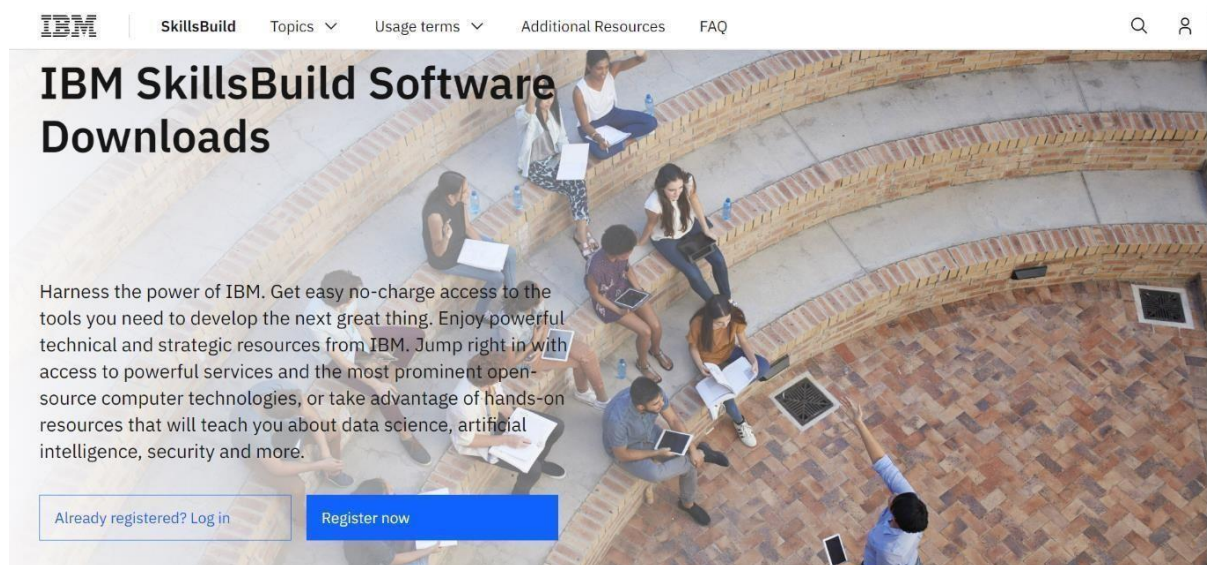 IBM
SkillsBuild
Topics
Usage terms
Additional Resources
FAQ
IBM SkillsBuild Software
Downloads
Harness the power of IBM. Get easy no-charge access to the
tools you need to develop the next great thing. Enjoy powerful
technical and strategic resources from IBM. Jump right in with
access to powerful services and the most prominent open-
source computer technologies, or take advantage of hands-on
resources that will teach you about data science, artificial
intelligence, security and more.
Already registered? Log in
Register now